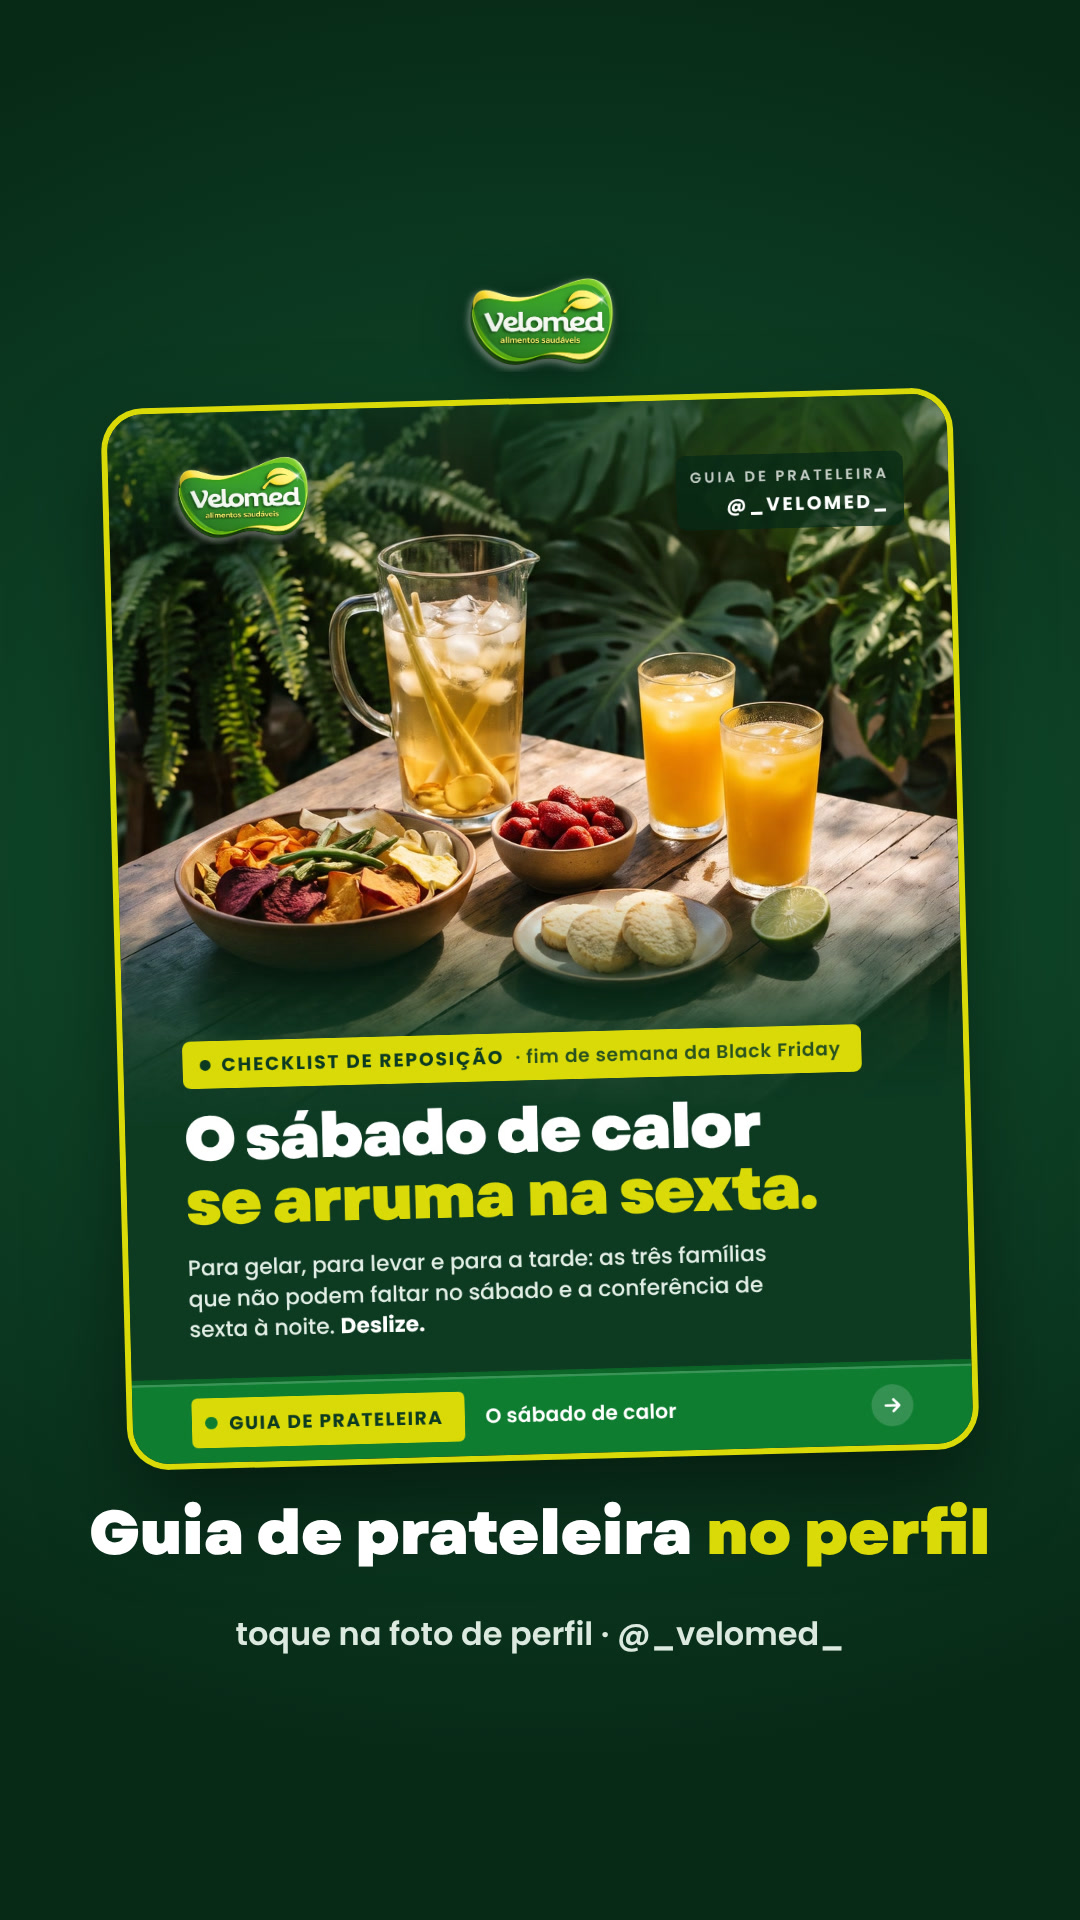 Velomed
alimentos saudáveis
Velomed
alimentos saudáveis
GUIA DE PRATELEIRA
@_VELOMED_
CHECKLIST DE REPOSIÇÃO · fim de semana da Black Friday
O sábado de calor
se arruma na sexta.
Para gelar, para levar e para a tarde: as três famílias
que não podem faltar no sábado e a conferência de
sexta à noite. Deslize.
GUIA DE PRATELEIRA O sábado de calor
Guia de prateleira no perfil
toque na foto de perfil · @_velomed_